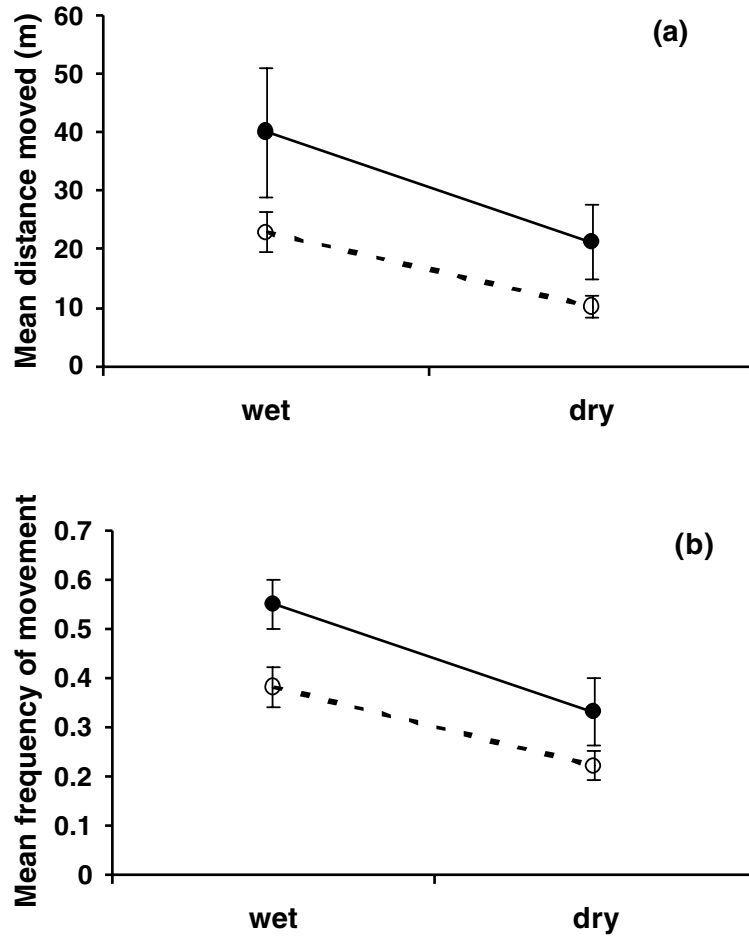 (a)
Mean distance moved (m)
60
50
40
30
20
10
0
wet dry
(b)
Mean frequency of movement
0.7
0.6
0.5
0.4
0.3
0.2
0.1
0
wet dry